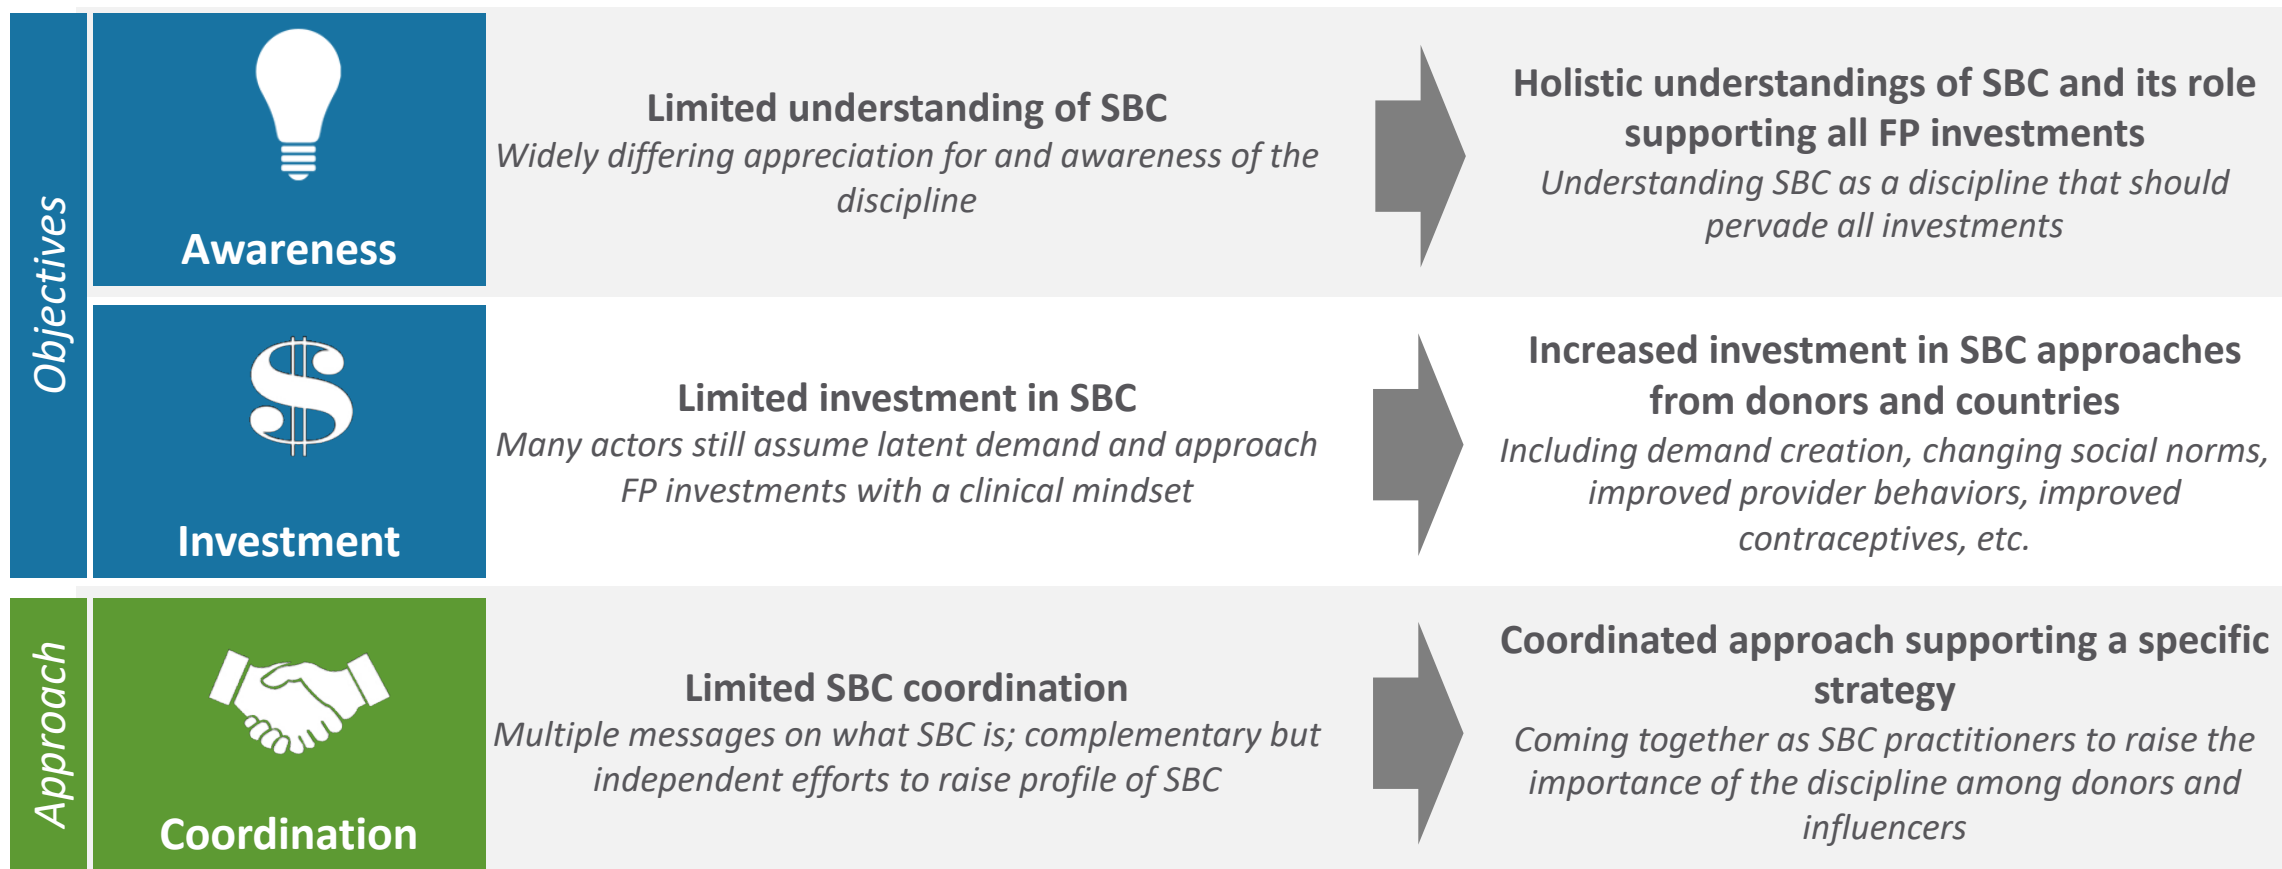 Objectives
Awareness
Limited understanding of SBC
Widely differing appreciation for and awareness of the
discipline
Holistic understandings of SBC and its role
supporting all FP investments
Understanding SBC as a discipline that should
pervade all investments
Investment
Limited investment in SBC
Many actors still assume latent demand and approach
FP investments with a clinical mindset
Increased investment in SBC approaches
from donors and countries
Including demand creation, changing social norms,
improved provider behaviors, improved
contraceptives, etc.
Approach
Coordination
Limited SBC coordination
Multiple messages on what SBC is; complementary but
independent efforts to raise profile of SBC
Coordinated approach supporting a specific
strategy
Coming together as SBC practitioners to raise the
importance of the discipline among donors and
influencers